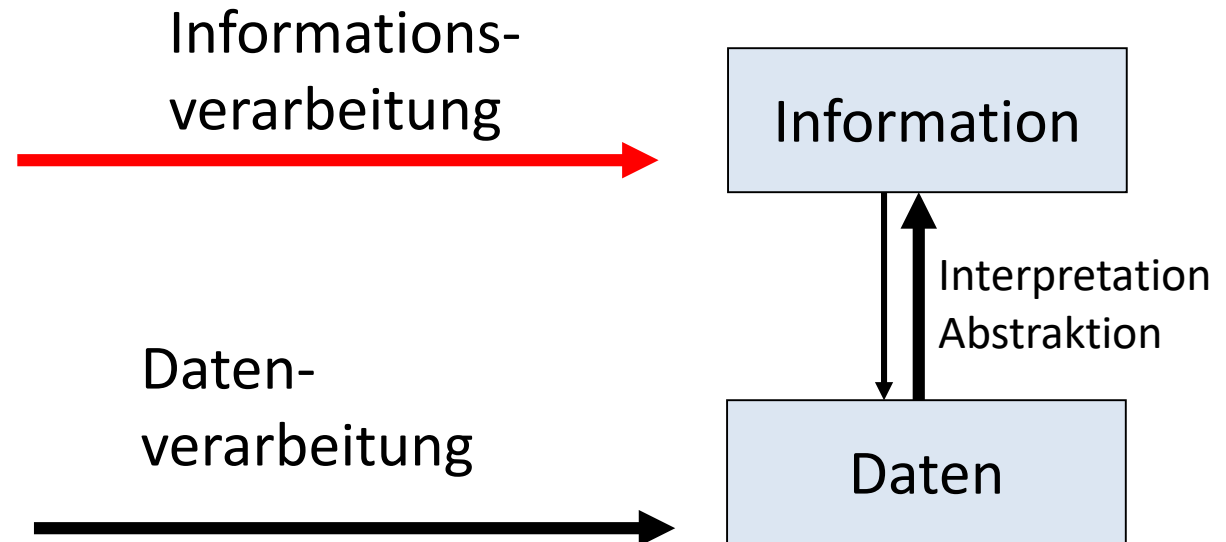 Informations-
verarbeitung
Information
Interpretation
Abstraktion
Daten-
verarbeitung
Daten